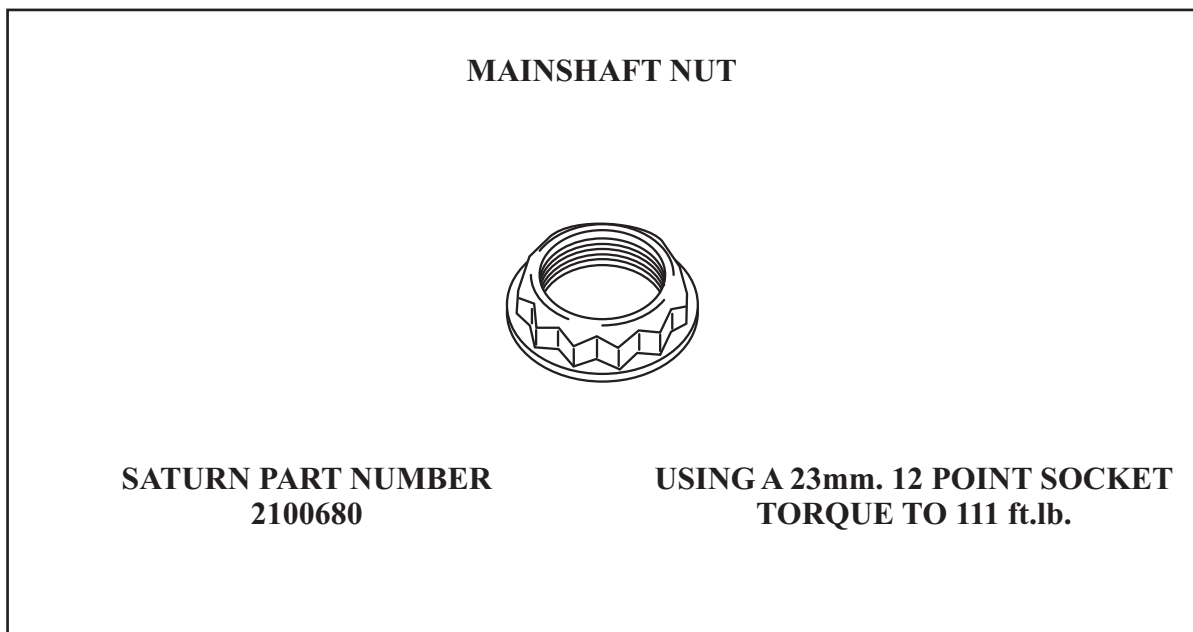 MAINSHAFT NUT
SATURN PART NUMBER
2100680
USING A 23mm. 12 POINT SOCKET
TORQUE TO 111 ft.lb.